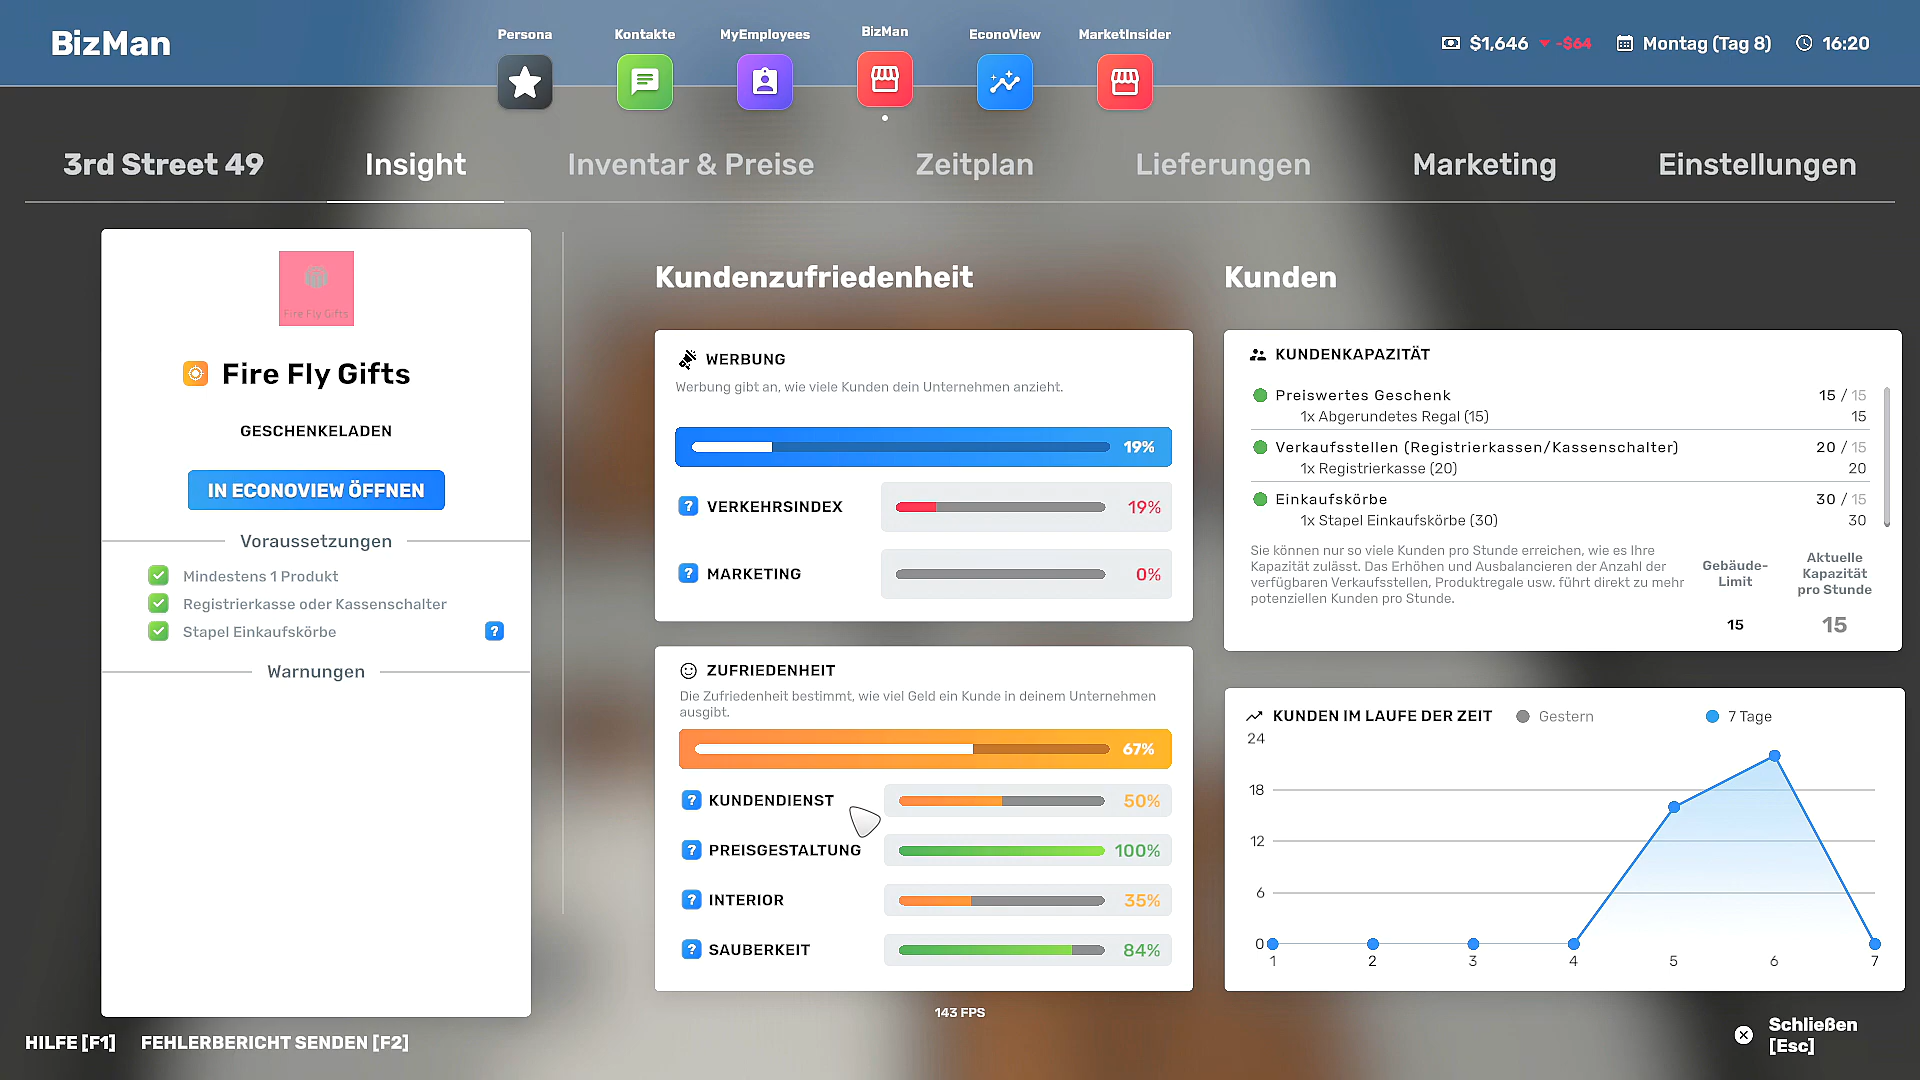 BizMan
Persona
Kontakte
MyEmployees
BizMan
EconoView
MarketInsider
$1,646
-$64
Montag (Tag 8)
16:20
3rd Street 49
Insight
Inventar & Preise
Zeitplan
Lieferungen
Marketing
Einstellungen
Fire Fly Gifts
Fire Fly Gifts
GESCHENKELADEN
IN ECONOVIEW ÖFFNEN
Voraussetzungen
Mindestens 1 Produkt
Registrierkasse oder Kassenschalter
Stapel Einkaufskörbe
?
Warnungen
Kundenzufriedenheit
WERBUNG
Werbung gibt an, wie viele Kunden dein Unternehmen anzieht.
19%
? VERKEHRSINDEX
19%
? MARKETING
0%
ZUFRIEDENHEIT
Die Zufriedenheit bestimmt, wie viel Geld ein Kunde in deinem Unternehmen
ausgibt.
67%
? KUNDENDIENST
50%
? PREISGESTALTUNG
100%
? INTERIOR
35%
? SAUBERKEIT
84%
Kunden
KUNDENKAPAZITÄT
Preiswertes Geschenk
15 / 15
1x Abgerundetes Regal (15)
15
Verkaufsstellen (Registrierkassen/Kassenschalter)
20 / 15
1x Registrierkasse (20)
20
Einkaufskörbe
30 / 15
1x Stapel Einkaufskörbe (30)
30
Sie können nur so viele Kunden pro Stunde erreichen, wie es Ihre
Kapazität zulässt. Das Erhöhen und Ausbalancieren der Anzahl der
verfügbaren Verkaufsstellen, Produktregale usw. führt direkt zu mehr
potenziellen Kunden pro Stunde.
Gebäude-
Limit
15
Aktuelle
Kapazität
pro Stunde
15
KUNDEN IM LAUFE DER ZEIT
Gestern
7 Tage
24
18
12
6
0
1
2
3
4
5
6
7
143 FPS
HILFE [F1]
FEHLERBERICHT SENDEN [F2]
Schließen
[Esc]